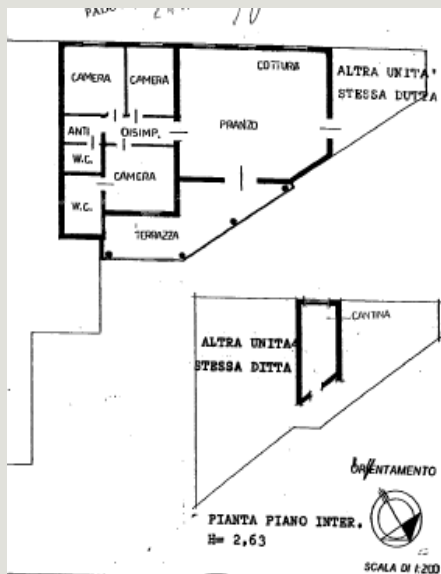 COTTURA
CAMERA
CAMERA
ALTRA UNITA'
STESSA DUTTA
PRANZO
ANTI
DISIMP.
W.C.
CAMERA
W.C.
TERRAZZA
CANTINA
ALTRA UNITA'
STESSA DITTA
ORIENTAMENTO
PIANTA PIANO INTER.
H= 2,63
SCALA DI 1:200